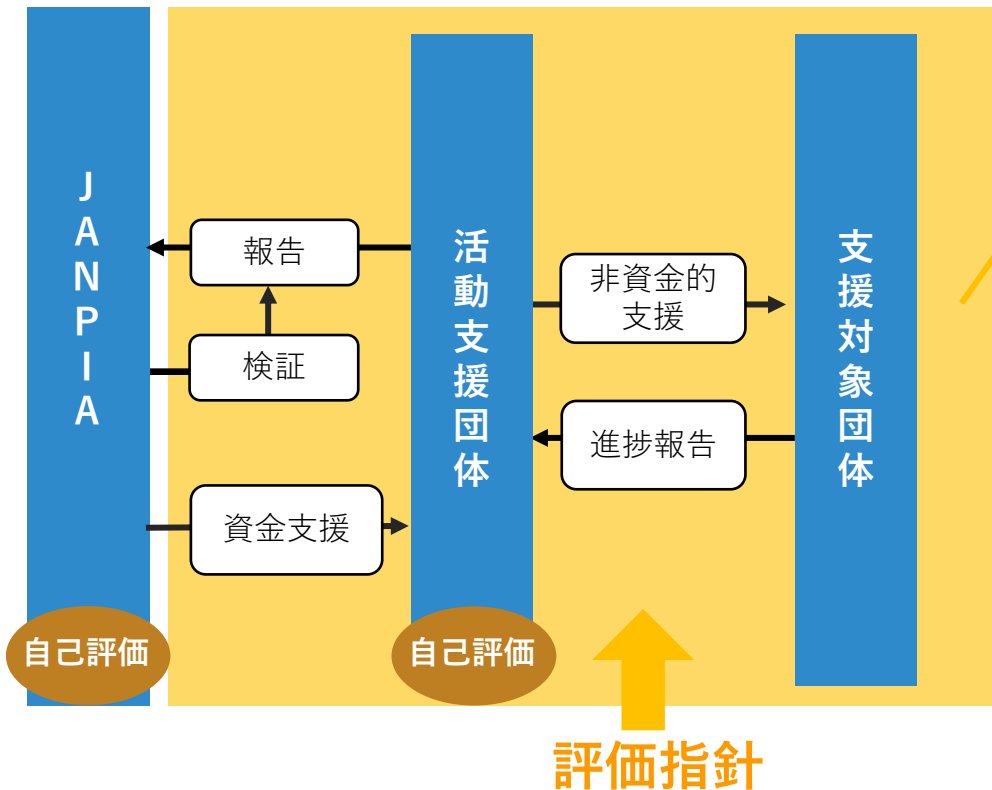 JANPIA
報告
検証
資金支援
自己評価
活動支援団体
自己評価
非資金的
支援
進捗報告
支援対象団体
評価指針